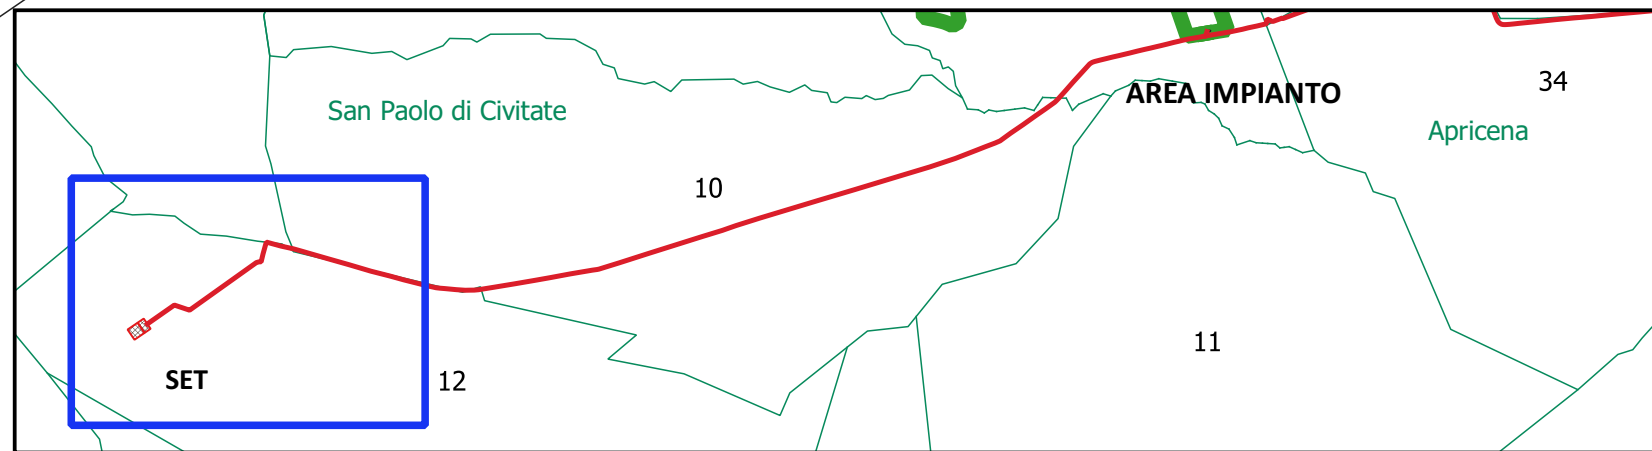 AREA IMPIANTO
34
San Paolo di Civitate
Apricena
10
11
SET
12